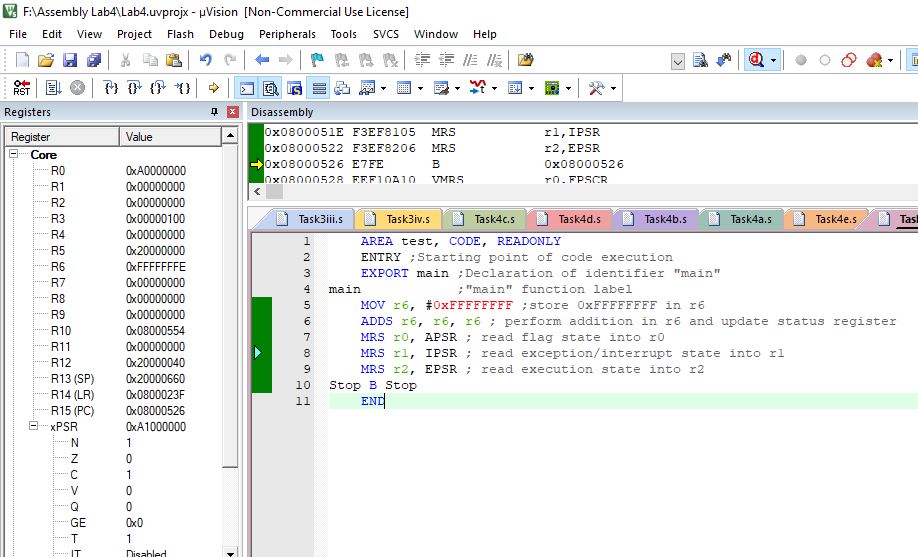 F:\Assembly Lab4\Lab4.uvprojx - µVision [Non-Commercial Use License]
File Edit View Project Flash Debug Peripherals Tools SVCS Window Help
RST
Registers
Disassembly
Register Value
Core
R0 0xA0000000
R1 0x00000000
R2 0x00000000
R3 0x00000100
R4 0x00000000
R5 0x20000000
R6 0xFFFFFFFE
R7 0x00000000
R8 0x00000000
R9 0x00000000
R10 0x08000554
R11 0x00000000
R12 0x20000040
R13 (SP) 0x20000660
R14 (LR) 0x0800023F
R15 (PC) 0x08000526
xPSR 0xA1000000
N 1
Z 0
C 1
V 0
Q 0
GE 0x0
T 1
IT Disabled
0x0800051E F3EF8105 MRS r1,IPSR
0x08000522 F3EF8206 MRS r2,EPSR
0x08000526 E7FE B 0x08000526
0x08000528 EEF10A10 VMRS r0,FPSCR
Task3iii.s Task3iv.s Task4c.s Task4d.s Task4b.s Task4a.s Task4e.s Task
1 AREA test, CODE, READONLY
2 ENTRY ;Starting point of code execution
3 EXPORT main ;Declaration of identifier "main"
4 main ;"main" function label
5 MOV r6, #0xFFFFFFFF ;store 0xFFFFFFFF in r6
6 ADDS r6, r6, r6 ; perform addition in r6 and update status register
7 MRS r0, APSR ; read flag state into r0
8 MRS r1, IPSR ; read exception/interrupt state into r1
9 MRS r2, EPSR ; read execution state into r2
10 Stop B Stop
11 END